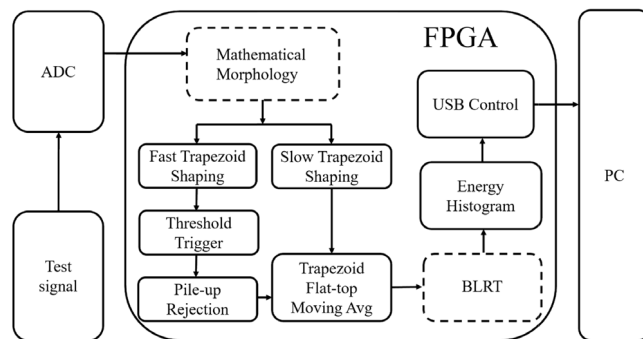 FPGA
ADC
Mathematical
Morphology
USB Control
Fast Trapezoid
Shaping
Slow Trapezoid
Shaping
Energy
Histogram
PC
Threshold
Trigger
Test
signal
Pile-up
Rejection
Trapezoid
Flat-top
Moving Avg
BLRT